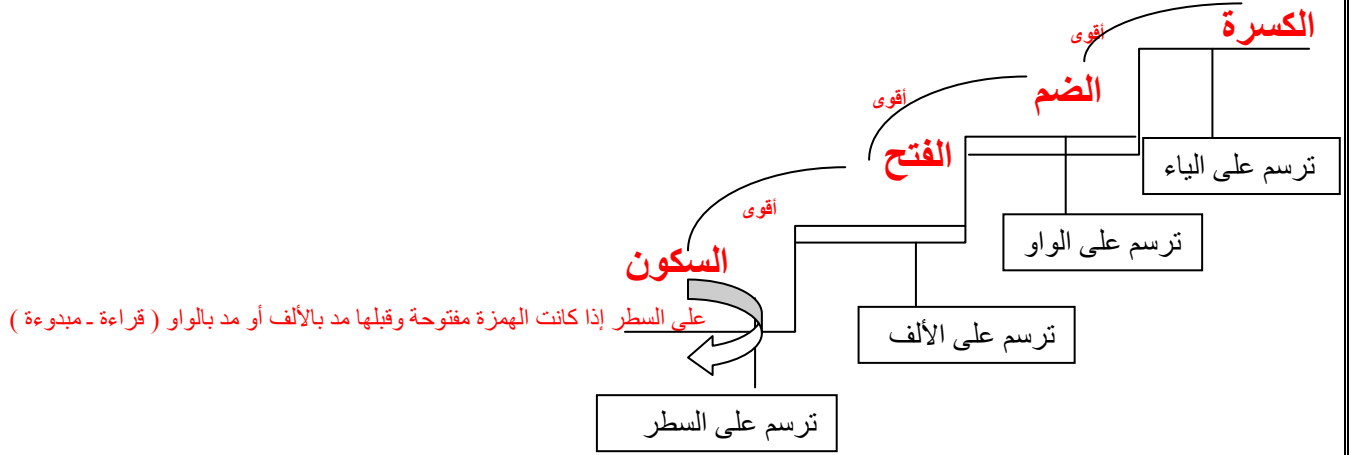 الكسرة
أقوى
الضم
أقوى
ترسم على الياء
الفتح
أقوى
ترسم على الواو
السكون
على السطر إذا كانت الهمزة مفتوحة وقبلها مد بالألف أو مد بالواو ( قراءة ـ مبدوءة )
ترسم على الألف
ترسم على السطر